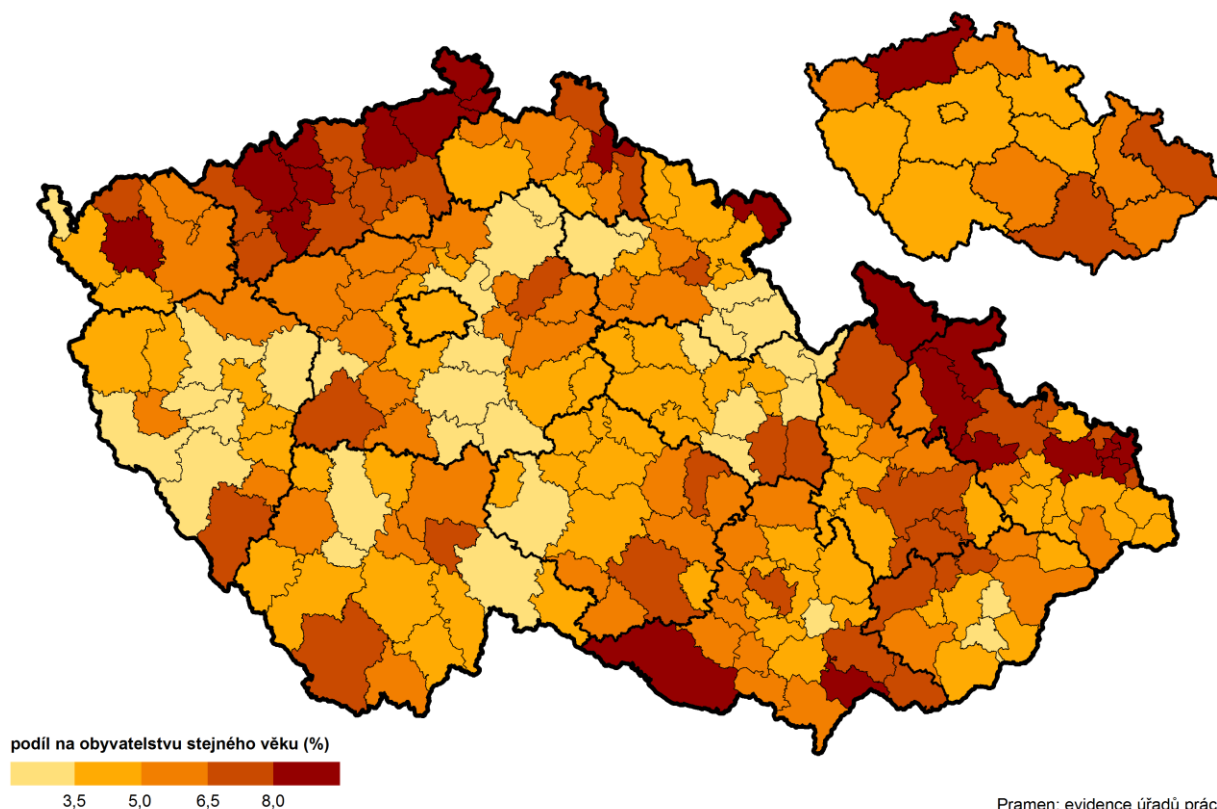 podíl na obyvatelstvu stejného věku (%)
3,5 5,0 6,5 8,0
Pramen: evidence úřadů prác